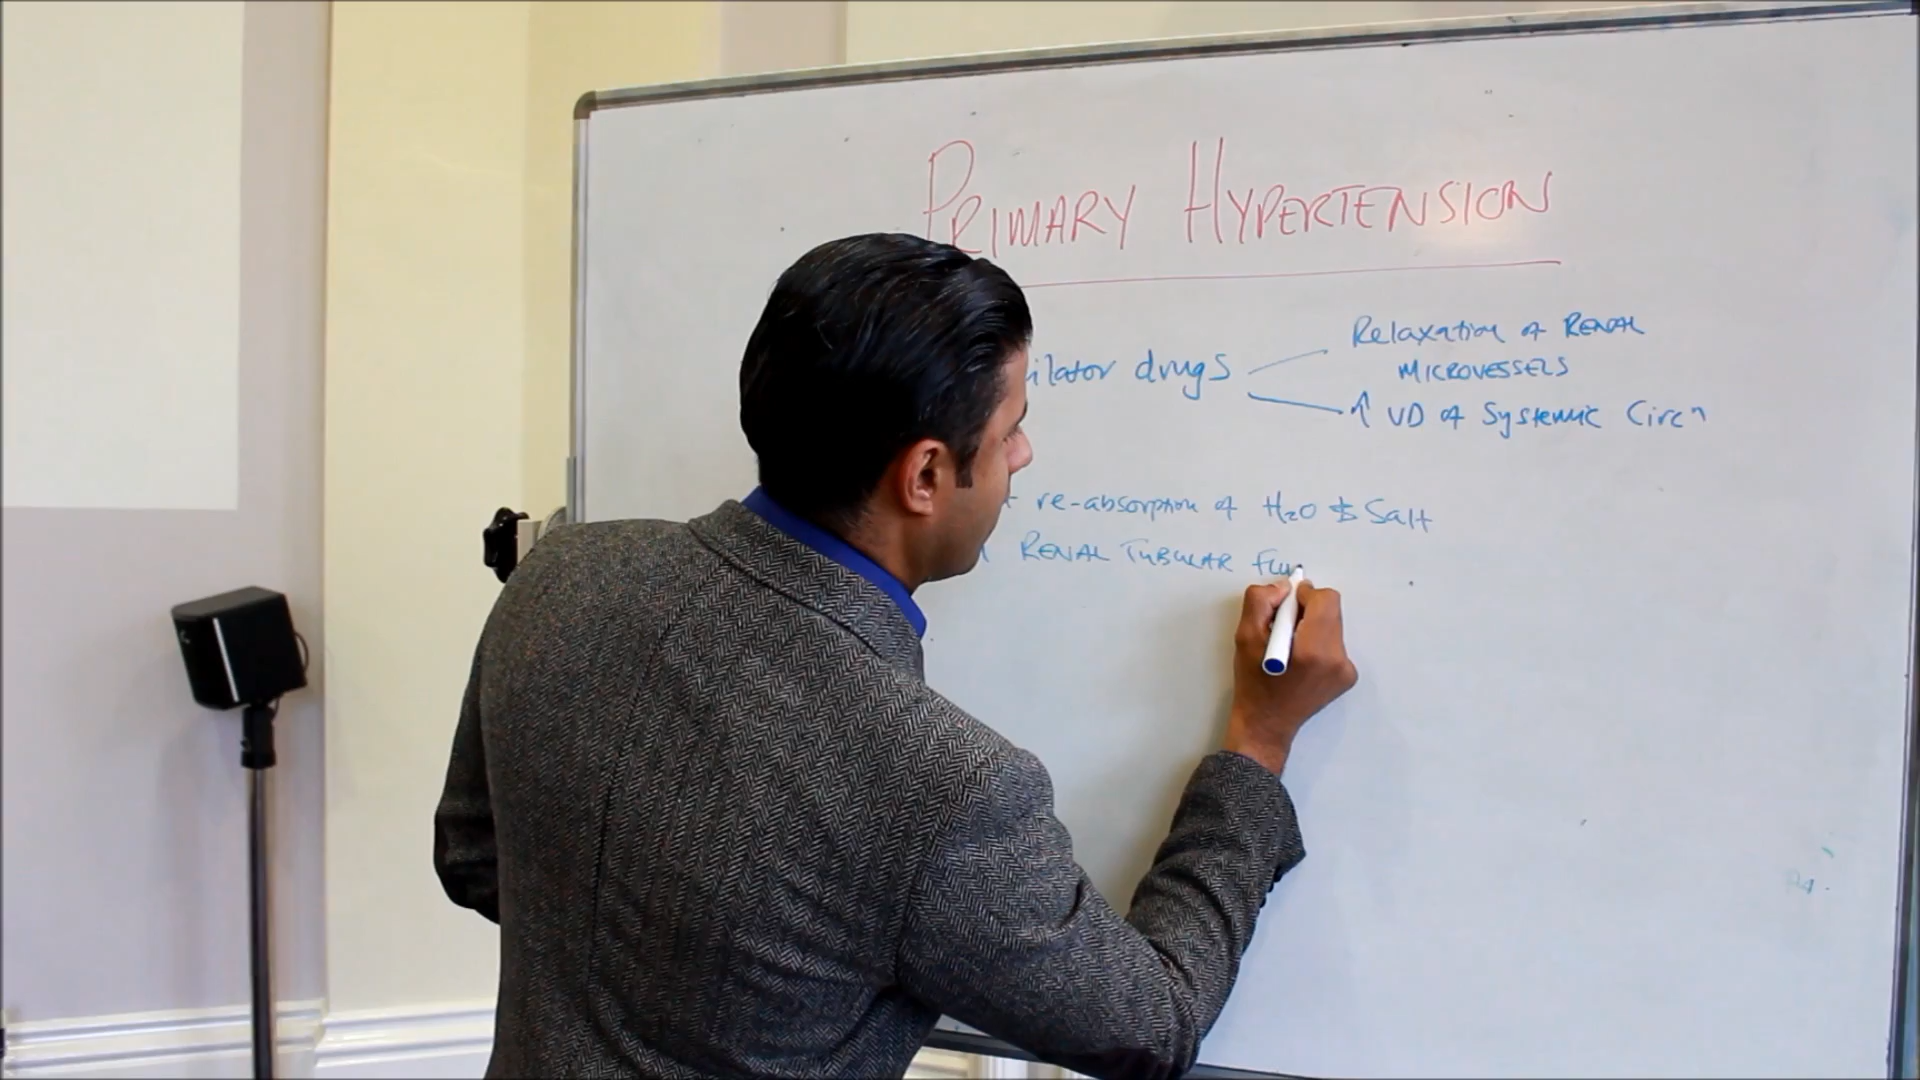 PRIMARY HYPERTENSION
ilator drugs
Relaxation of RENAL
MICROVESSELS
↑ VD of Systemic Circn
re-absorption of H2O & Salt
RENAL TUBULAR Flu